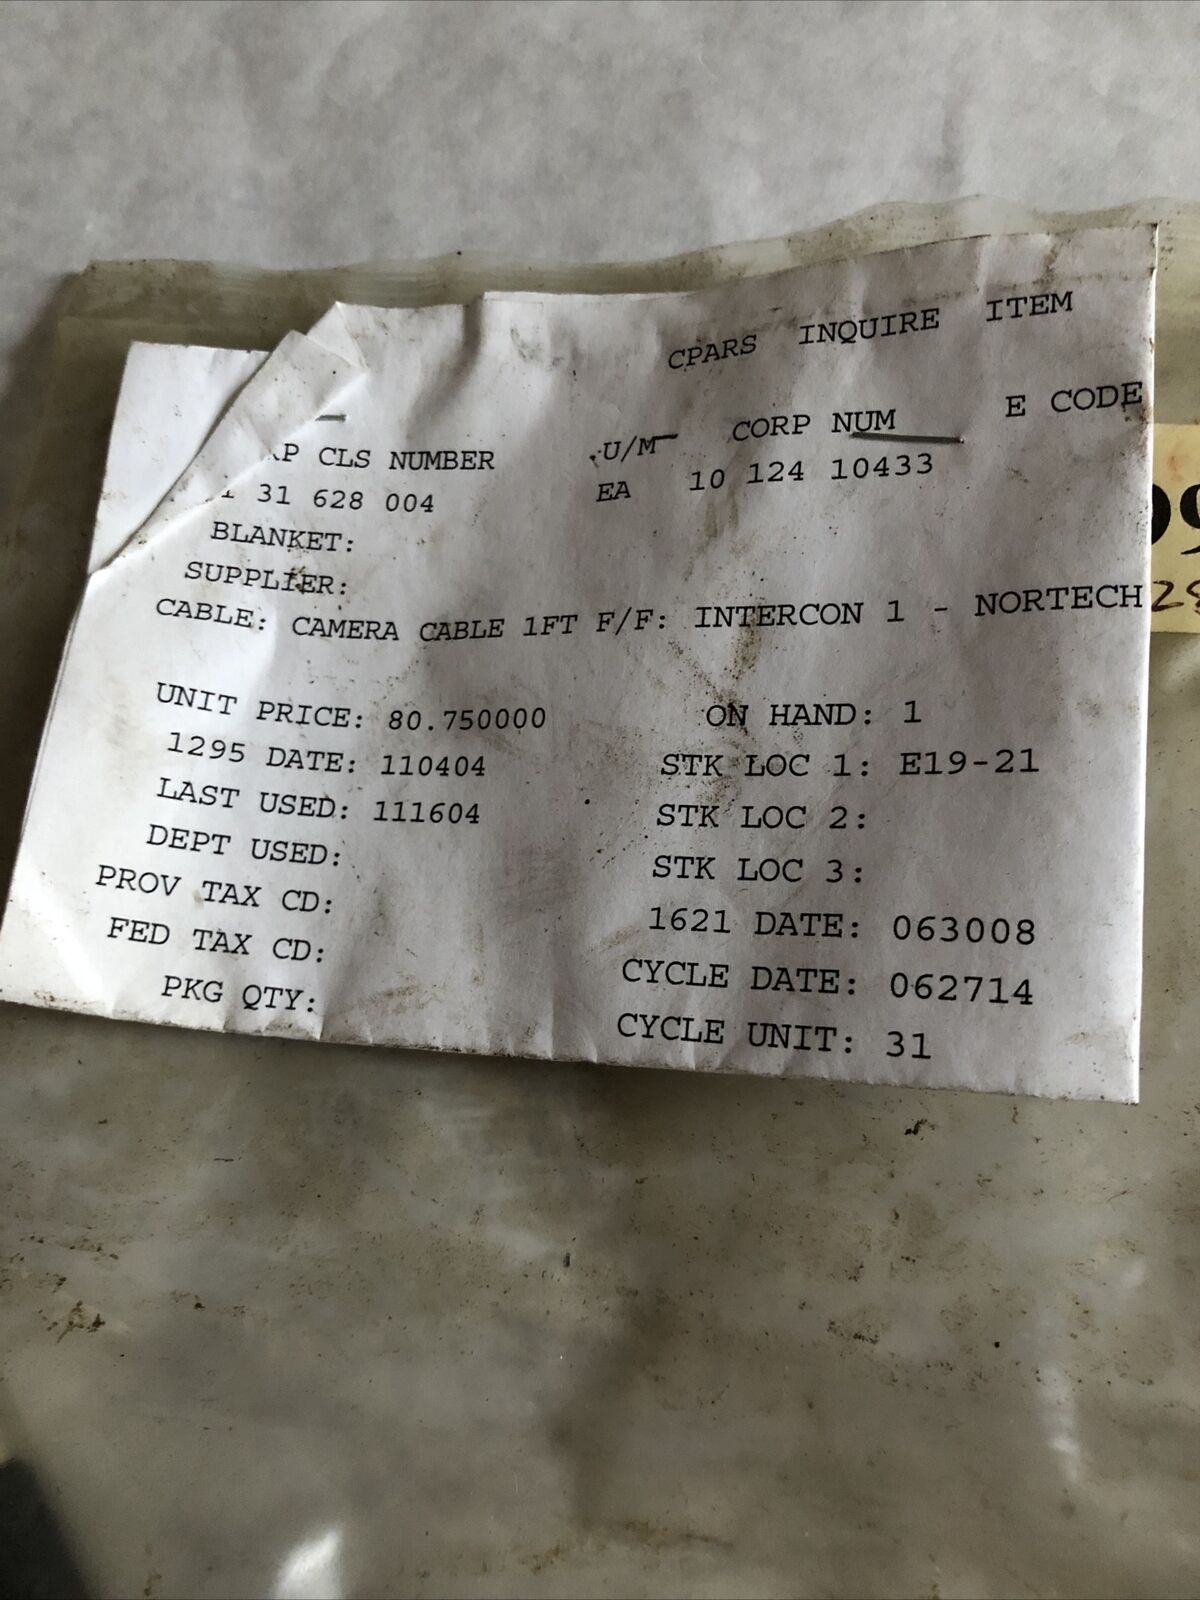 CPARS INQUIRE ITEM
CLS NUMBER U/M CORP NUM E CODE
31 628 004 EA 10 124 10433
BLANKET:
SUPPLIER:
CABLE: CAMERA CABLE 1FT F/F: INTERCON 1 - NORTECH
UNIT PRICE: 80.750000 ON HAND: 1
1295 DATE: 110404 STK LOC 1: E19-21
LAST USED: 111604 STK LOC 2:
DEPT USED: STK LOC 3:
PROV TAX CD: 1621 DATE: 063008
FED TAX CD: CYCLE DATE: 062714
PKG QTY: CYCLE UNIT: 31